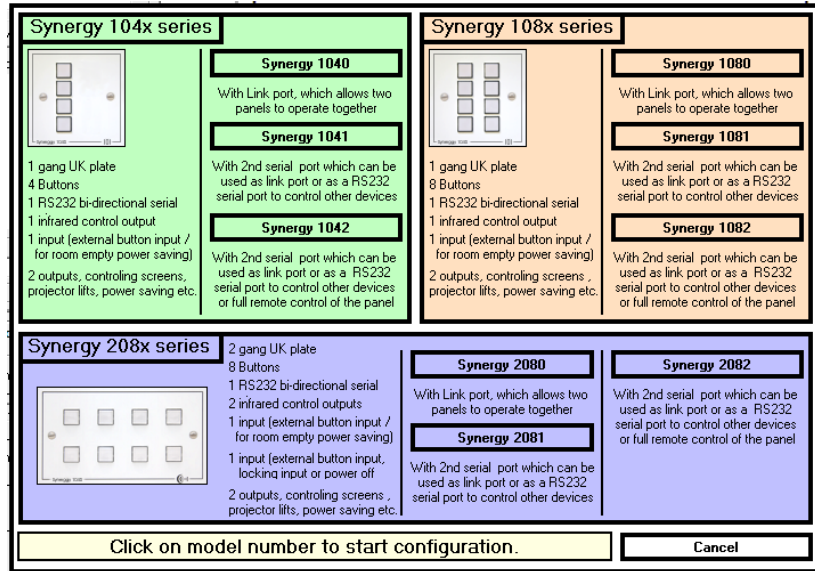 Synergy 104x series
1 gang UK plate
4 Buttons
1 RS232 bi-directional serial
1 infrared control output
1 input (external button input /
for room empty power saving)
2 outputs, controling screens ,
projector lifts, power saving etc.
Synergy 1040
With Link port, which allows two
panels to operate together
Synergy 1041
With 2nd serial port which can be
used as link port or as a RS232
serial port to control other devices
Synergy 1042
With 2nd serial port which can be
used as link port or as a RS232
serial port to control other devices
or full remote control of the panel
Synergy 108x series
1 gang UK plate
8 Buttons
1 RS232 bi-directional serial
1 infrared control output
1 input (external button input /
for room empty power saving)
2 outputs, controling screens ,
projector lifts, power saving etc.
Synergy 1080
With Link port, which allows two
panels to operate together
Synergy 1081
With 2nd serial port which can be
used as link port or as a RS232
serial port to control other devices
Synergy 1082
With 2nd serial port which can be
used as link port or as a RS232
serial port to control other devices
or full remote control of the panel
Synergy 208x series
2 gang UK plate
8 Buttons
1 RS232 bi-directional serial
2 infrared control outputs
1 input (external button input /
for room empty power saving)
1 input (external button input,
locking input or power off
2 outputs, controling screens ,
projector lifts, power saving etc.
Synergy 2080
With Link port, which allows two
panels to operate together
Synergy 2081
With 2nd serial port which can be
used as link port or as a RS232
serial port to control other devices
Synergy 2082
With 2nd serial port which can be
used as link port or as a RS232
serial port to control other devices
or full remote control of the panel
Click on model number to start configuration.
Cancel